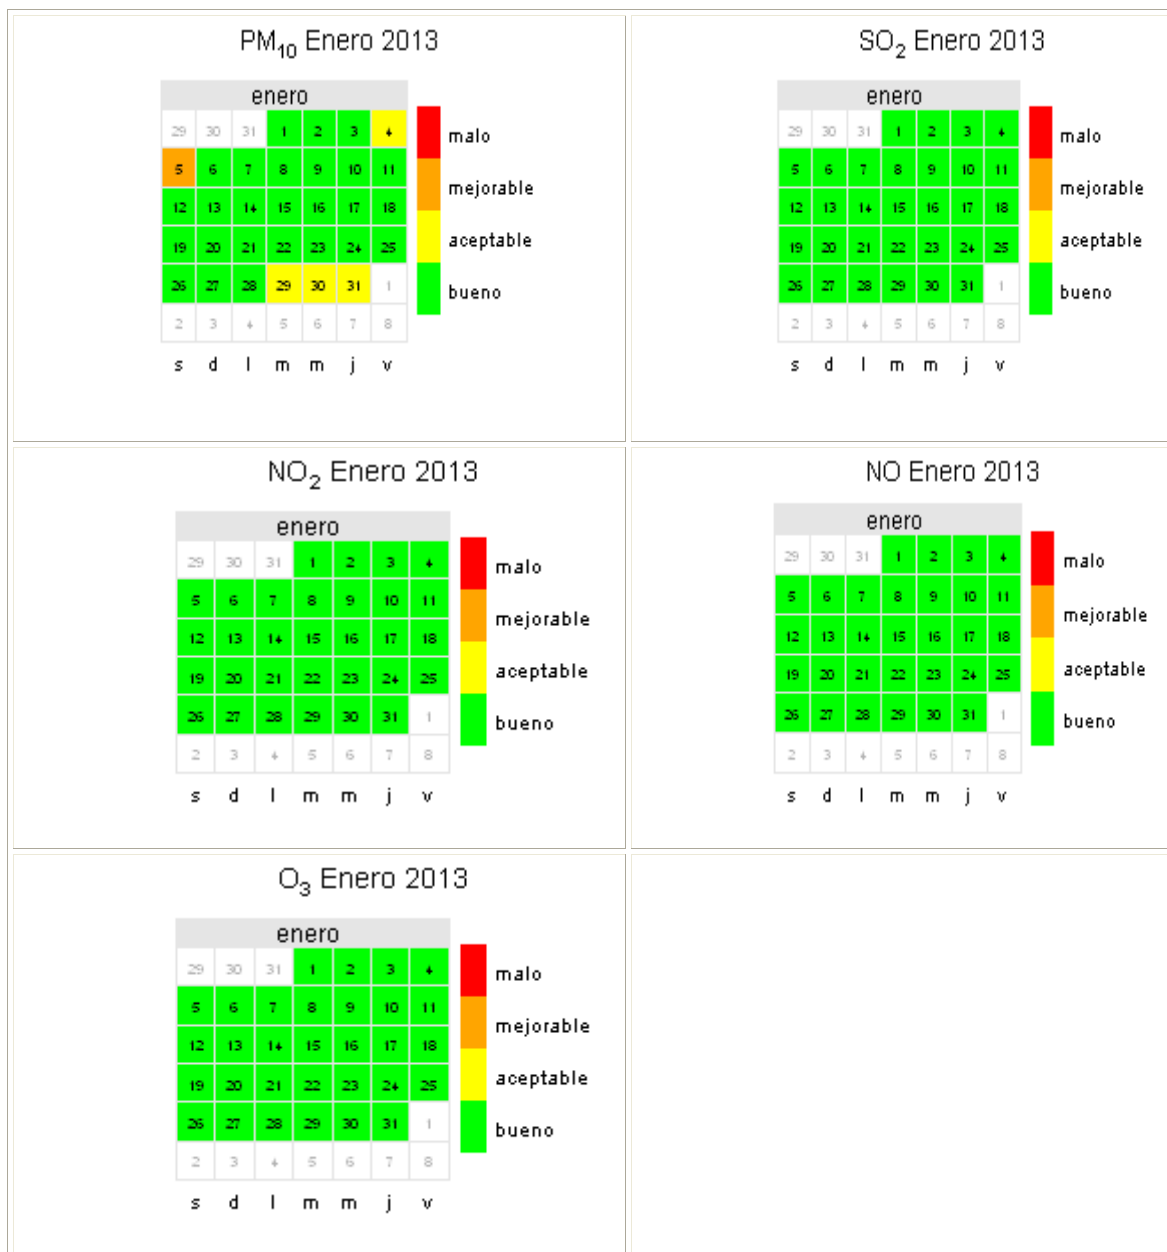 PM10 Enero 2013
enero
29 30 31 1 2 3 4
5 6 7 8 9 10 11
12 13 14 15 16 17 18
19 20 21 22 23 24 25
26 27 28 29 30 31 1
2 3 4 5 6 7 8
s d l m m j v
malo
mejorable
aceptable
bueno
SO2 Enero 2013
enero
29 30 31 1 2 3 4
5 6 7 8 9 10 11
12 13 14 15 16 17 18
19 20 21 22 23 24 25
26 27 28 29 30 31 1
2 3 4 5 6 7 8
s d l m m j v
malo
mejorable
aceptable
bueno
NO2 Enero 2013
enero
29 30 31 1 2 3 4
5 6 7 8 9 10 11
12 13 14 15 16 17 18
19 20 21 22 23 24 25
26 27 28 29 30 31 1
2 3 4 5 6 7 8
s d l m m j v
malo
mejorable
aceptable
bueno
NO Enero 2013
enero
29 30 31 1 2 3 4
5 6 7 8 9 10 11
12 13 14 15 16 17 18
19 20 21 22 23 24 25
26 27 28 29 30 31 1
2 3 4 5 6 7 8
s d l m m j v
malo
mejorable
aceptable
bueno
O3 Enero 2013
enero
29 30 31 1 2 3 4
5 6 7 8 9 10 11
12 13 14 15 16 17 18
19 20 21 22 23 24 25
26 27 28 29 30 31 1
2 3 4 5 6 7 8
s d l m m j v
malo
mejorable
aceptable
bueno